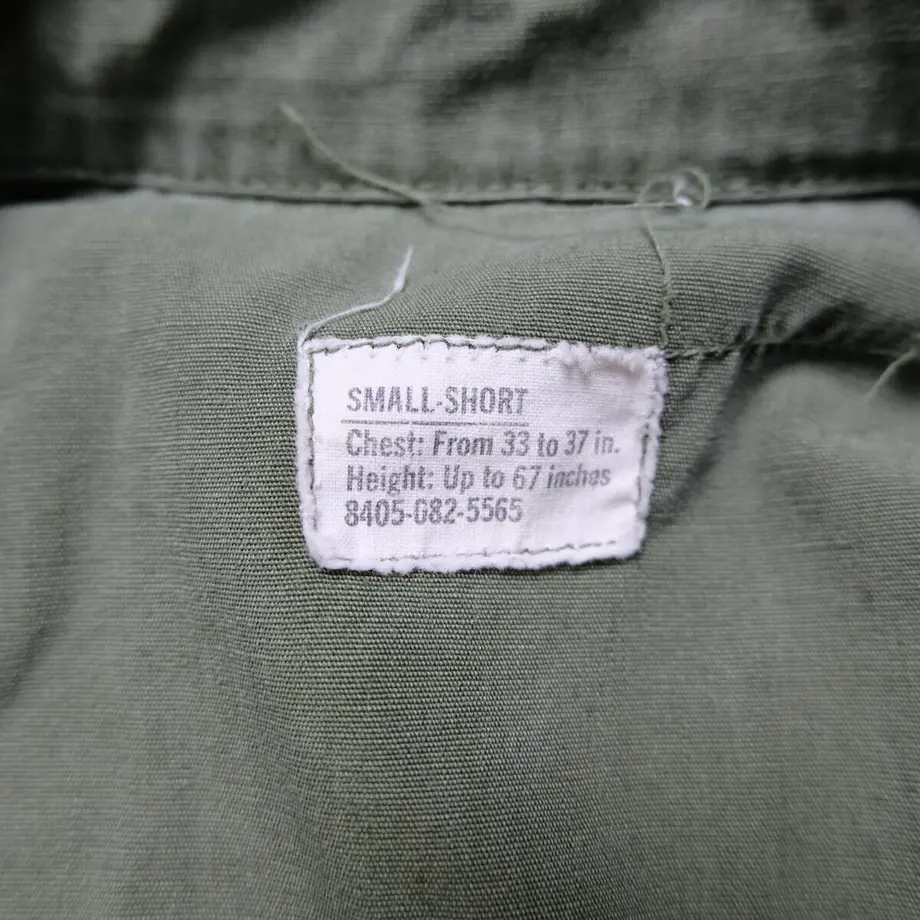 SMALL-SHORT
Chest: From 33 to 37 in.
Height: Up to 67 inches
8405-082-5565